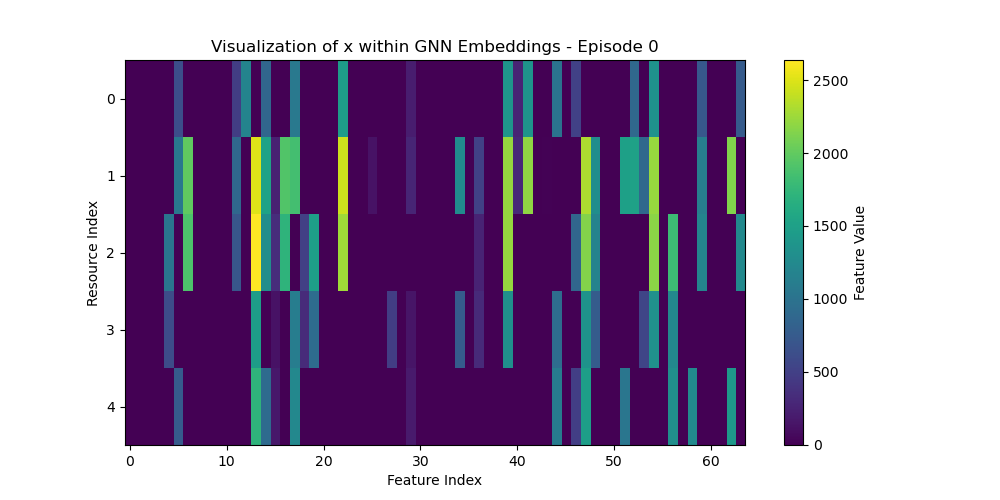 Visualization of x within GNN Embeddings - Episode 0
Resource Index
0
1
2
3
4
0 10 20 30 40 50 60
Feature Index
2500
2000
1500
1000
500
0
Feature Value